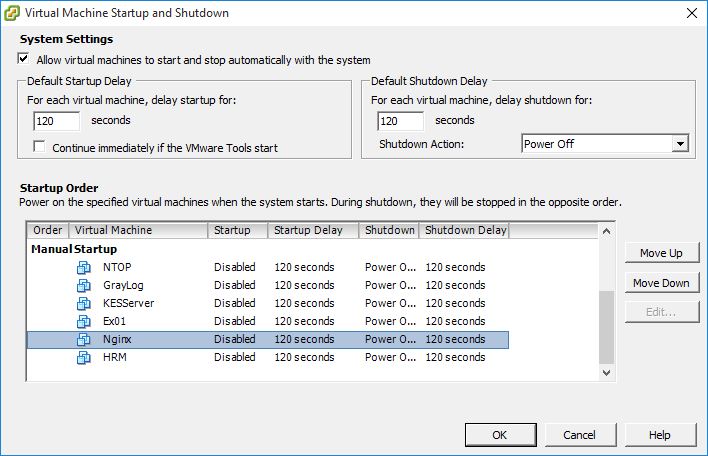 Virtual Machine Startup and Shutdown
System Settings
Allow virtual machines to start and stop automatically with the system
Default Startup Delay
For each virtual machine, delay startup for:
120 seconds
Continue immediately if the VMware Tools start
Default Shutdown Delay
For each virtual machine, delay shutdown for:
120 seconds
Shutdown Action: Power Off
Startup Order
Power on the specified virtual machines when the system starts. During shutdown, they will be stopped in the opposite order.
Order Virtual Machine Startup Startup Delay Shutdown Shutdown Delay
Manual Startup
NTOP Disabled 120 seconds Power O... 120 seconds
GrayLog Disabled 120 seconds Power O... 120 seconds
KESServer Disabled 120 seconds Power O... 120 seconds
Ex01 Disabled 120 seconds Power O... 120 seconds
Nginx Disabled 120 seconds Power O... 120 seconds
HRM Disabled 120 seconds Power O... 120 seconds
Move Up
Move Down
Edit...
OK Cancel Help